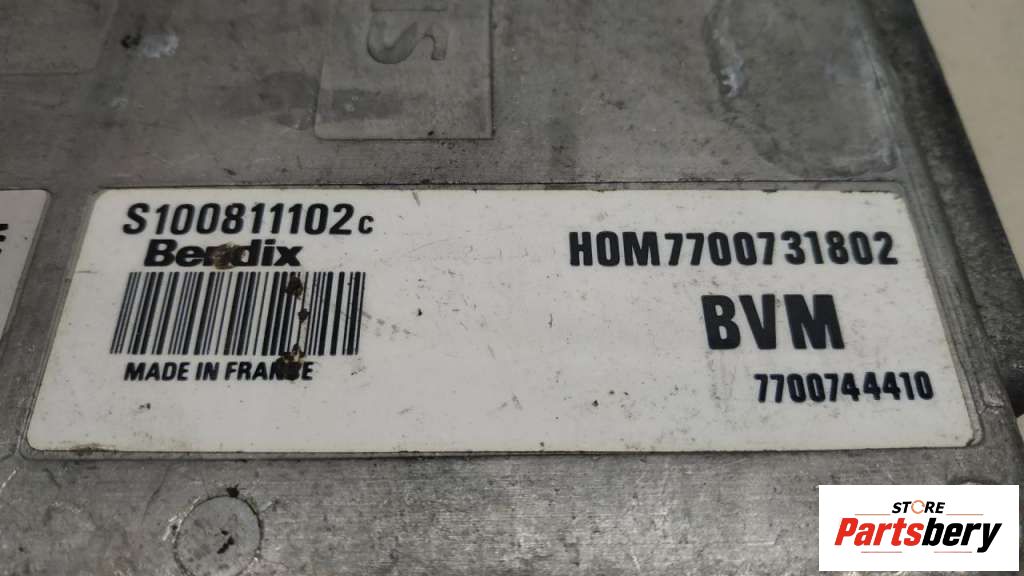 S100811102c
Bendix
MADE IN FRANCE
HOM7700731802
BVM
7700744410
STORE
Partsbery